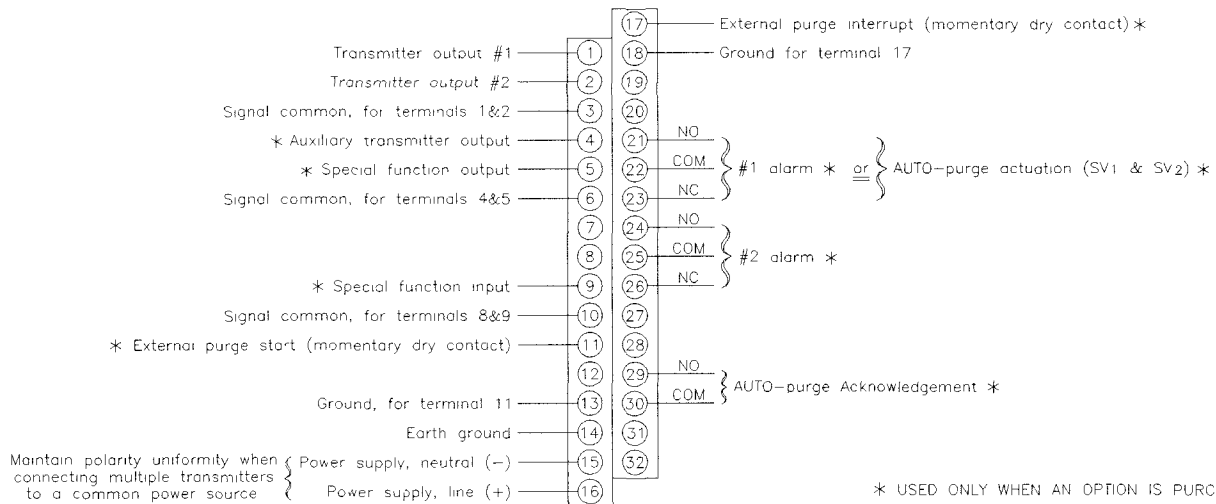 17 External purge interrupt (momentary dry contact) *
Transmitter output #1 1 18 Ground for terminal 17
Transmitter output #2 2 19
Signal common, for terminals 1&2 3 20
* Auxiliary transmitter output 4 21 NO
* Special function output 5 22 COM #1 alarm * or AUTO-purge actuation (SV1 & SV2) *
Signal common, for terminals 4&5 6 23 NC
7 24 NO
8 25 COM #2 alarm *
* Special function input 9 26 NC
Signal common, for terminals 8&9 10 27
* External purge start (momentary dry contact) 11 28
12 29 NO
AUTO-purge Acknowledgement *
Ground, for terminal 11 13 30 COM
Earth ground 14 31
Maintain polarity uniformity when
connecting multiple transmitters
to a common power source
Power supply, neutral (-) 15 32
Power supply, line (+) 16
* USED ONLY WHEN AN OPTION IS PURC